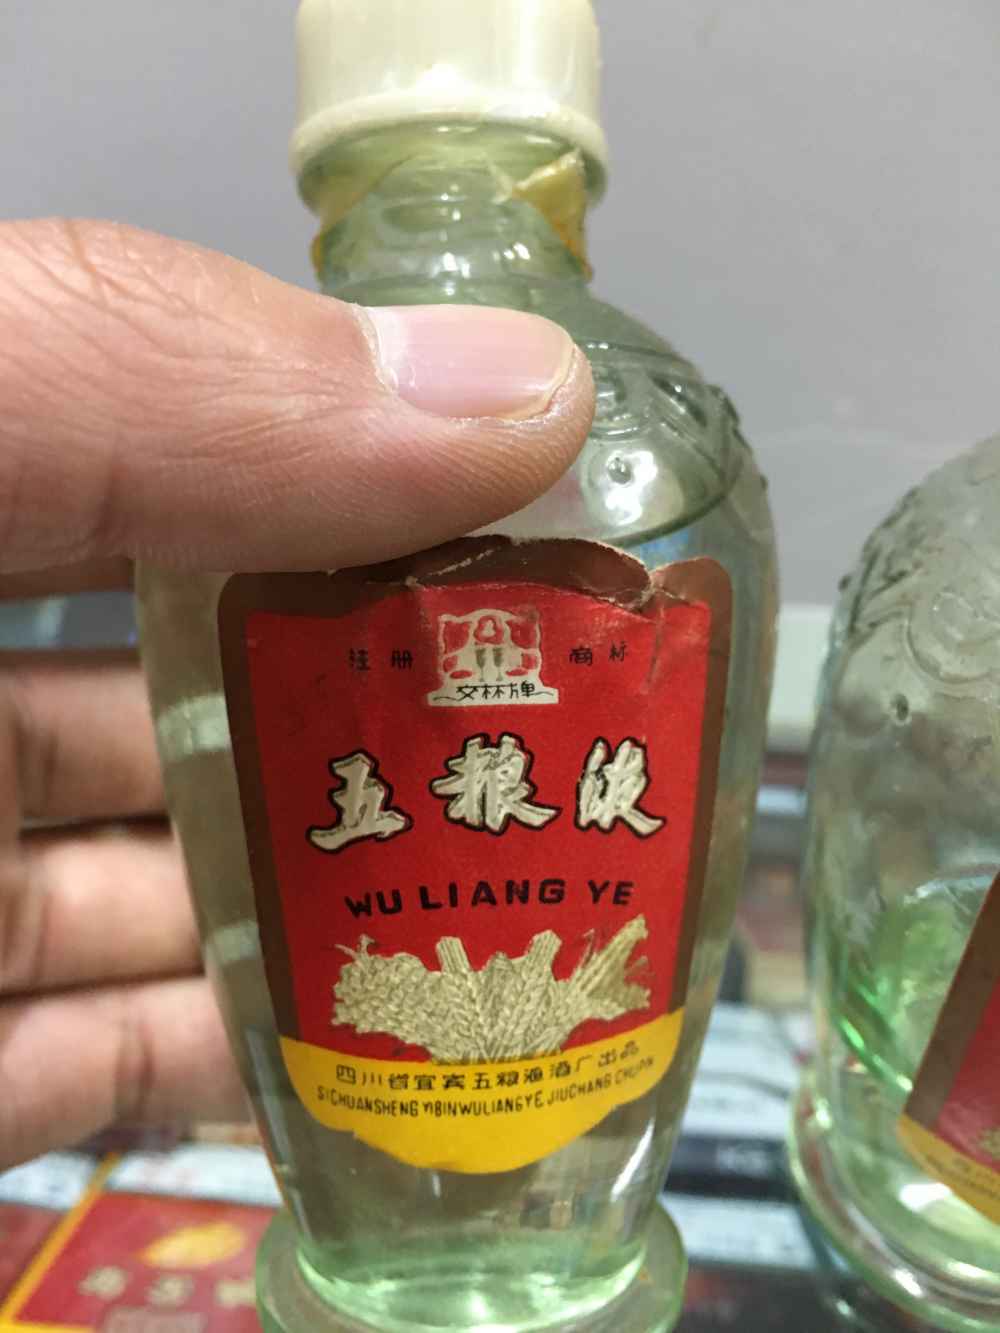 注册 商标
交杯牌
五粮液
WU LIANG YE
四川省宜宾五粮液酒厂出品
SICHUANSHENG YIBINWULIANGYE JIUCHANG CHUPIN